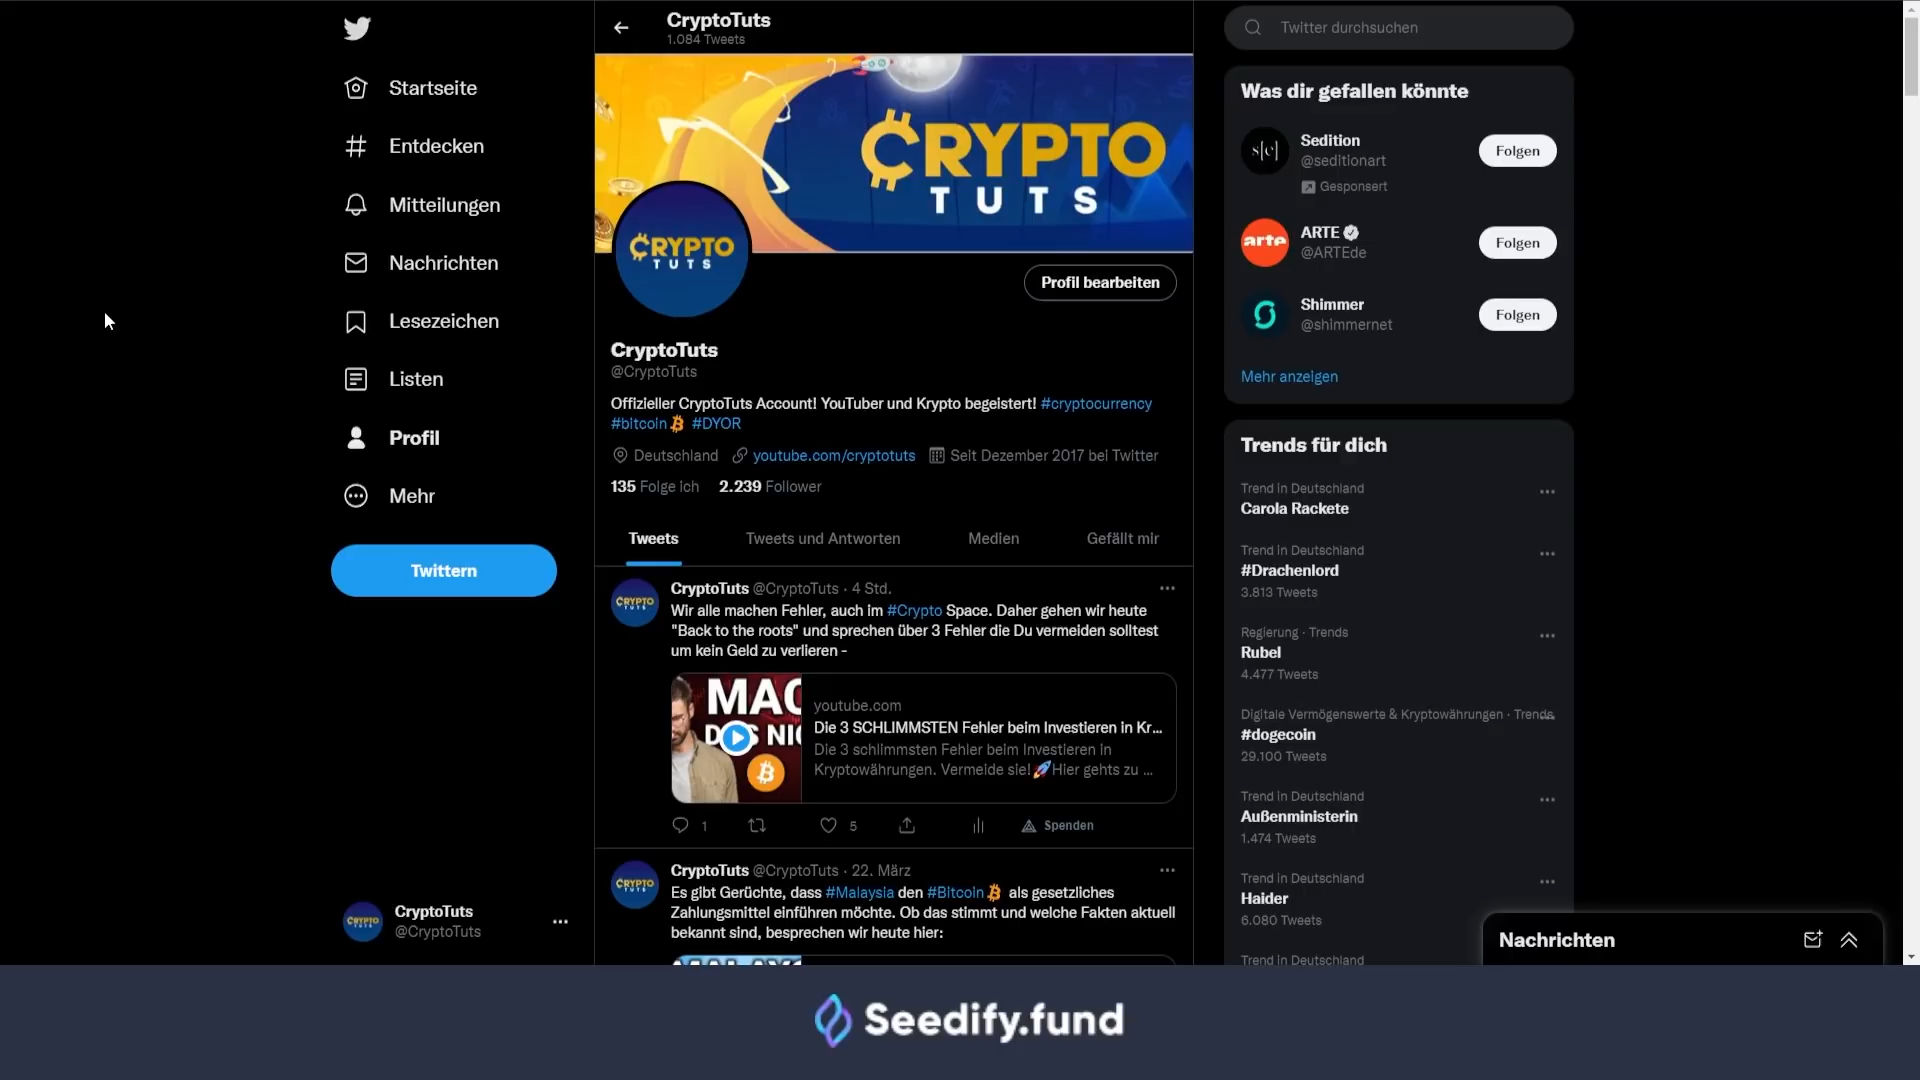 Startseite
Entdecken
Mitteilungen
Nachrichten
Lesezeichen
Listen
Profil
Mehr
Twittern
CryptoTuts
@CryptoTuts
CryptoTuts
1.084 Tweets
CRYPTO
TUTS
CRYPTO
TUTS
Profil bearbeiten
CryptoTuts
@CryptoTuts
Offizieller CryptoTuts Account! YouTuber und Krypto begeistert! #cryptocurrency
#bitcoin #DYOR
Deutschland youtube.com/cryptotuts Seit Dezember 2017 bei Twitter
135 Folge ich 2.239 Follower
Tweets Tweets und Antworten Medien Gefällt mir
CryptoTuts @CryptoTuts · 4 Std.
Wir alle machen Fehler, auch im #Crypto Space. Daher gehen wir heute
"Back to the roots" und sprechen über 3 Fehler die Du vermeiden solltest
um kein Geld zu verlieren -
youtube.com
Die 3 SCHLIMMSTEN Fehler beim Investieren in Kr...
Die 3 schlimmsten Fehler beim Investieren in
Kryptowährungen. Vermeide sie!🚀Hier gehts zu ...
1 5 Spenden
CryptoTuts @CryptoTuts · 22. März
Es gibt Gerüchte, dass #Malaysia den #Bitcoin als gesetzliches
Zahlungsmittel einführen möchte. Ob das stimmt und welche Fakten aktuell
bekannt sind, besprechen wir heute hier:
Twitter durchsuchen
Was dir gefallen könnte
s[e]
Sedition
@seditionart
Gesponsert
Folgen
arte
ARTE
@ARTEde
Folgen
Shimmer
@shimmernet
Folgen
Mehr anzeigen
Trends für dich
Trend in Deutschland
Carola Rackete
Trend in Deutschland
#Drachenlord
3.813 Tweets
Regierung · Trends
Rubel
4.477 Tweets
Digitale Vermögenswerte & Kryptowährungen · Trends
#dogecoin
29.100 Tweets
Trend in Deutschland
Außenministerin
1.474 Tweets
Trend in Deutschland
Haider
6.080 Tweets
Trend in Deutschland
Nachrichten
Seedify.fund